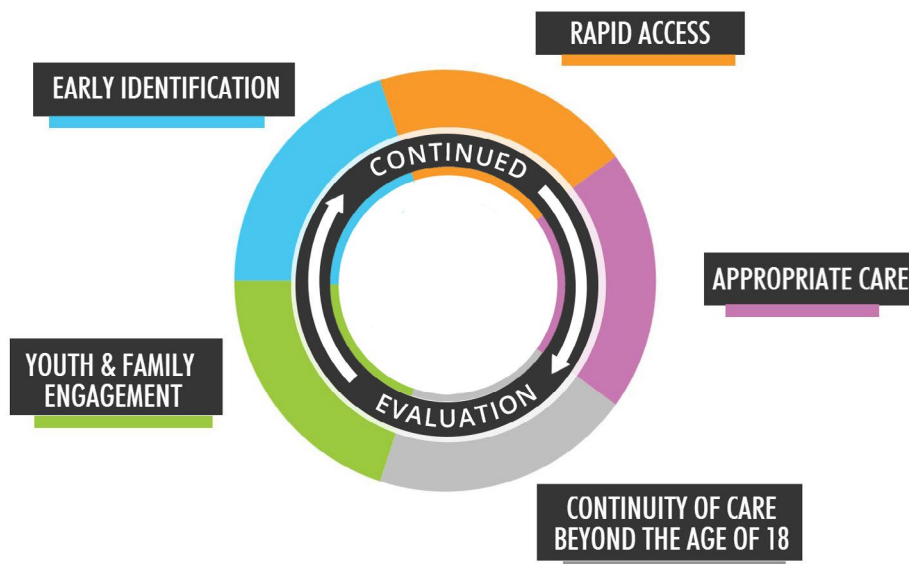 RAPID ACCESS
EARLY IDENTIFICATION
CONTINUED
APPROPRIATE CARE
YOUTH & FAMILY
ENGAGEMENT
EVALUATION
CONTINUITY OF CARE
BEYOND THE AGE OF 18